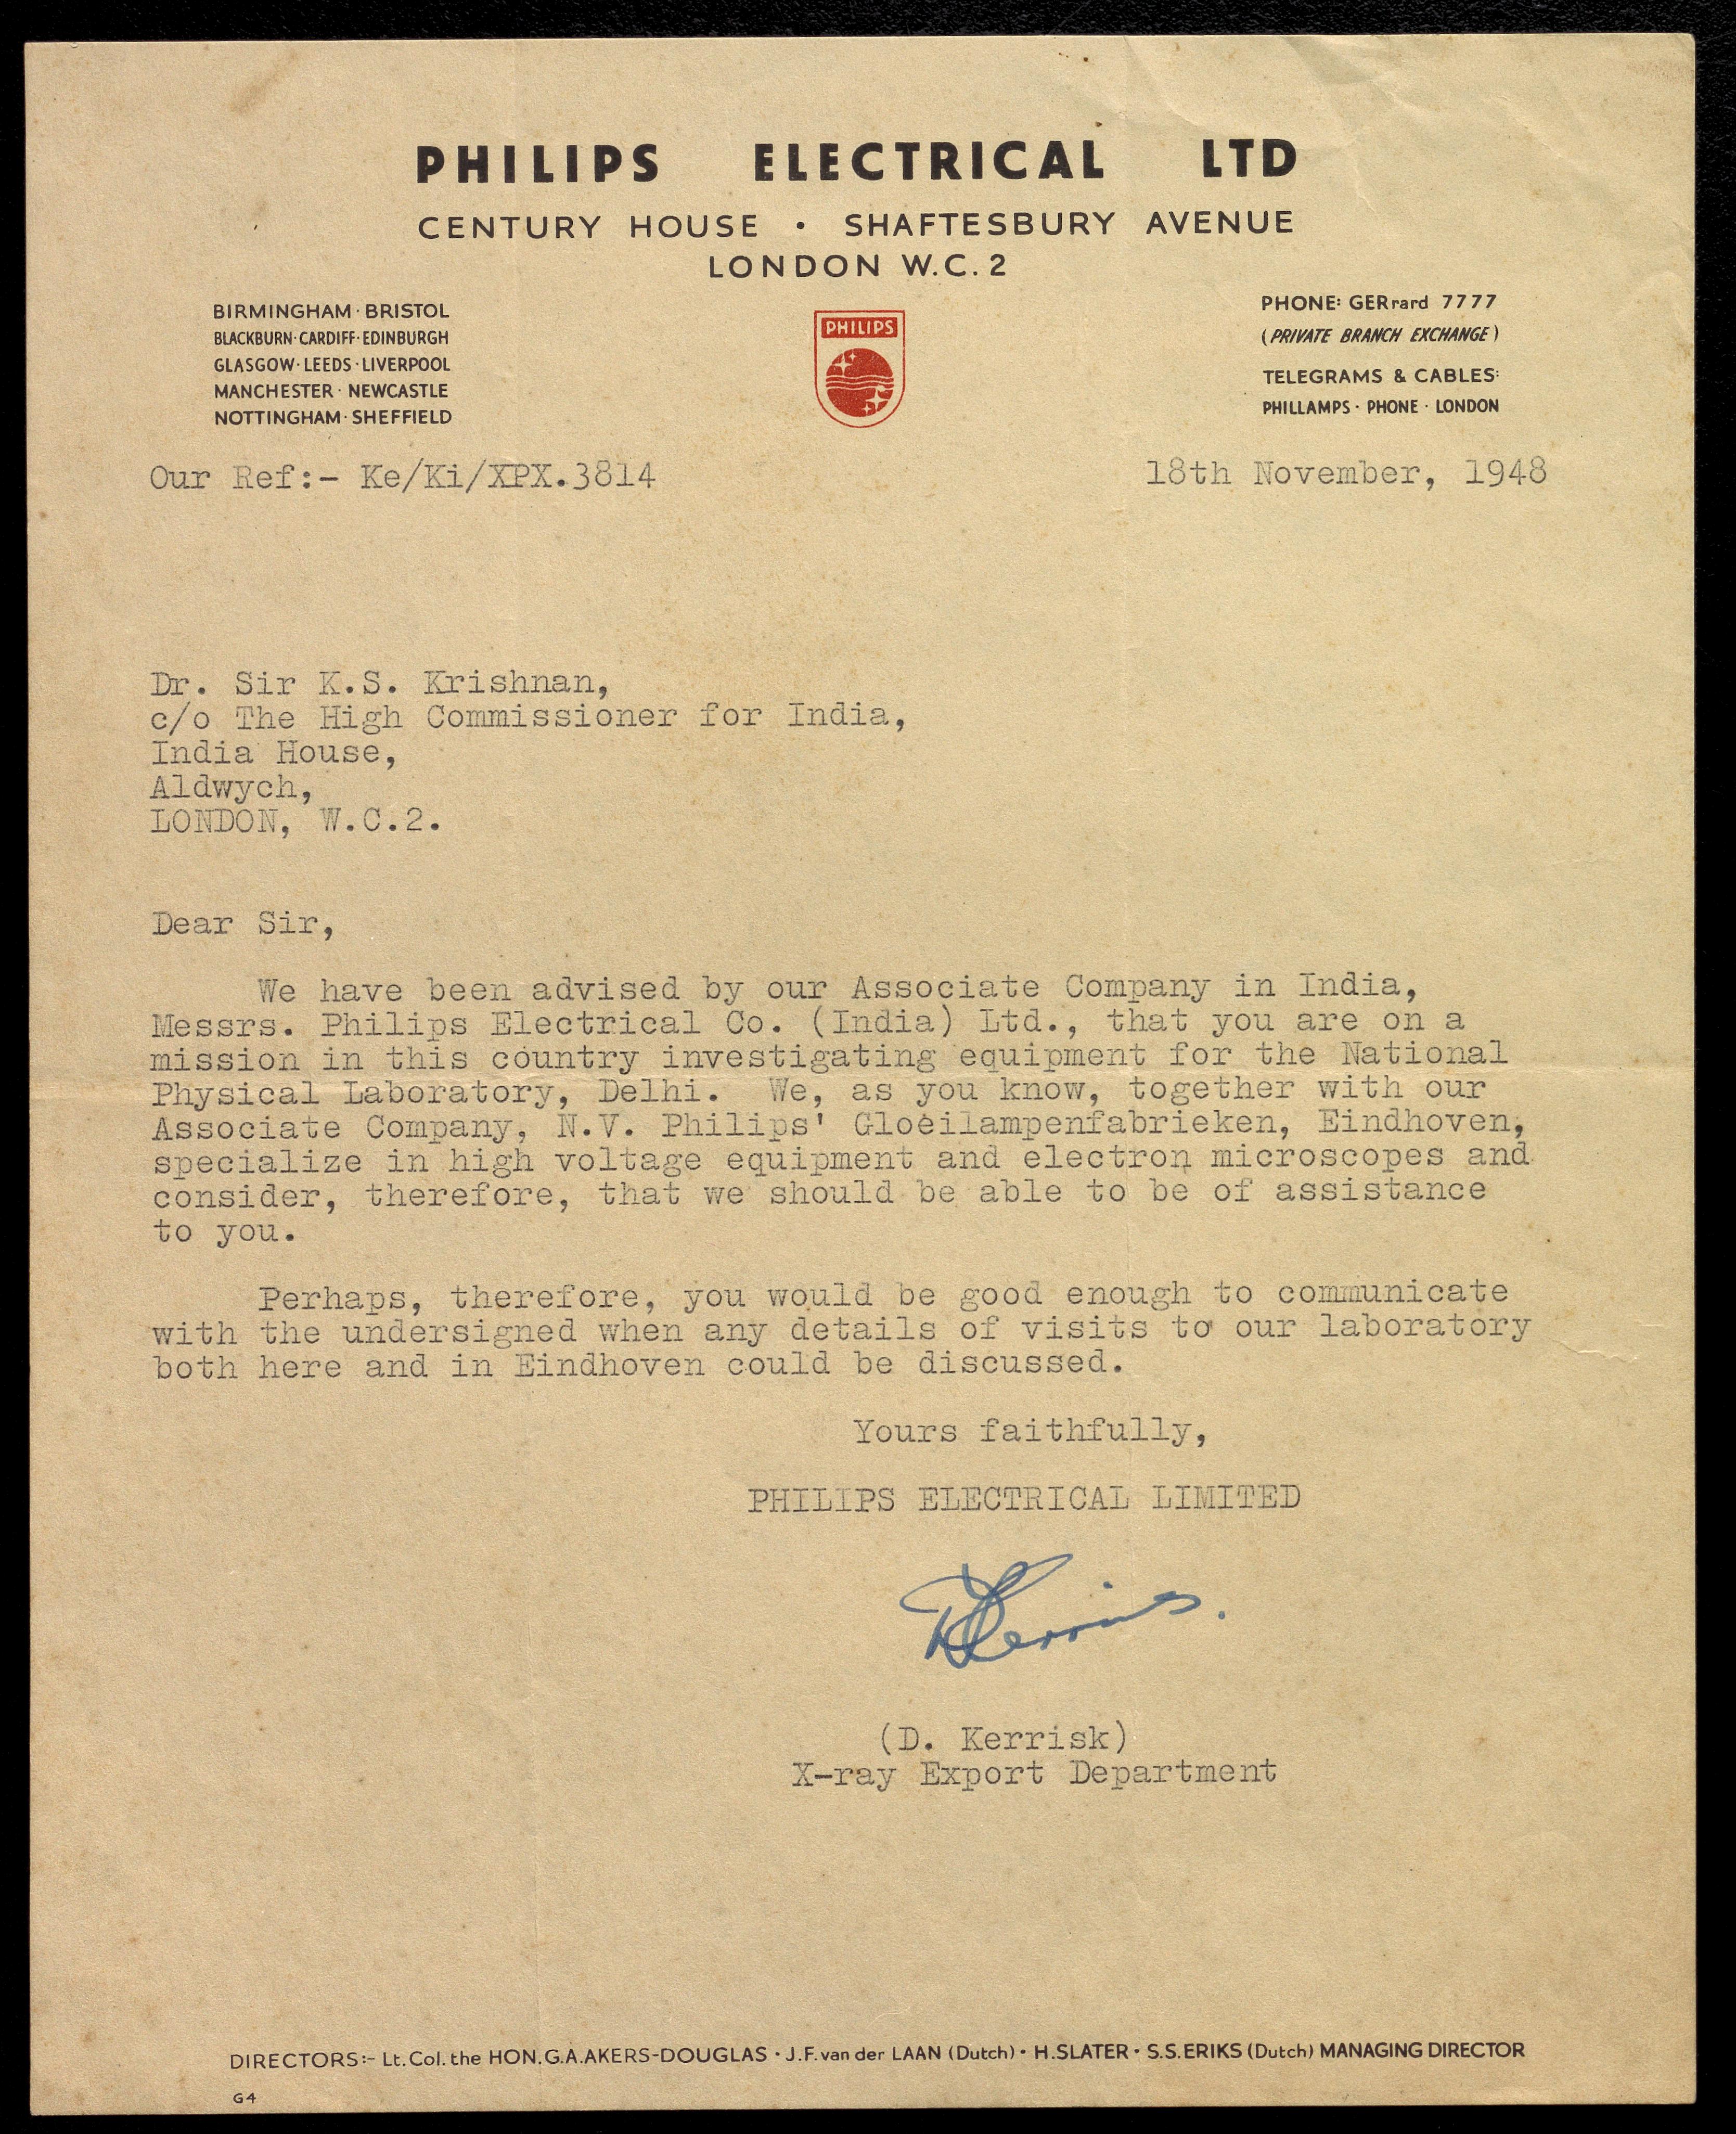 PHILIPS ELECTRICAL LTD
CENTURY HOUSE · SHAFTESBURY AVENUE
LONDON W.C. 2
BIRMINGHAM · BRISTOL
BLACKBURN · CARDIFF · EDINBURGH
GLASGOW · LEEDS · LIVERPOOL
MANCHESTER · NEWCASTLE
NOTTINGHAM · SHEFFIELD
PHILIPS
PHONE: GERrard 7777
(PRIVATE BRANCH EXCHANGE)
TELEGRAMS & CABLES:
PHILLAMPS · PHONE · LONDON
Our Ref:- Ke/Ki/XPX.3814
18th November, 1948
Dr. Sir K.S. Krishnan,
c/o The High Commissioner for India,
India House,
Aldwych,
LONDON, W.C.2.
Dear Sir,
We have been advised by our Associate Company in India,
Messrs. Philips Electrical Co. (India) Ltd., that you are on a
mission in this country investigating equipment for the National
Physical Laboratory, Delhi. We, as you know, together with our
Associate Company, N.V. Philips' Gloeilampenfabrieken, Eindhoven,
specialize in high voltage equipment and electron microscopes and
consider, therefore, that we should be able to be of assistance
to you.
Perhaps, therefore, you would be good enough to communicate
with the undersigned when any details of visits to our laboratory
both here and in Eindhoven could be discussed.
Yours faithfully,
PHILIPS ELECTRICAL LIMITED
(D. Kerrisk)
X-ray Export Department
DIRECTORS:- Lt. Col. the HON. G.A. AKERS-DOUGLAS · J.F. van der LAAN (Dutch) · H. SLATER · S.S. ERIKS (Dutch) MANAGING DIRECTOR
G4